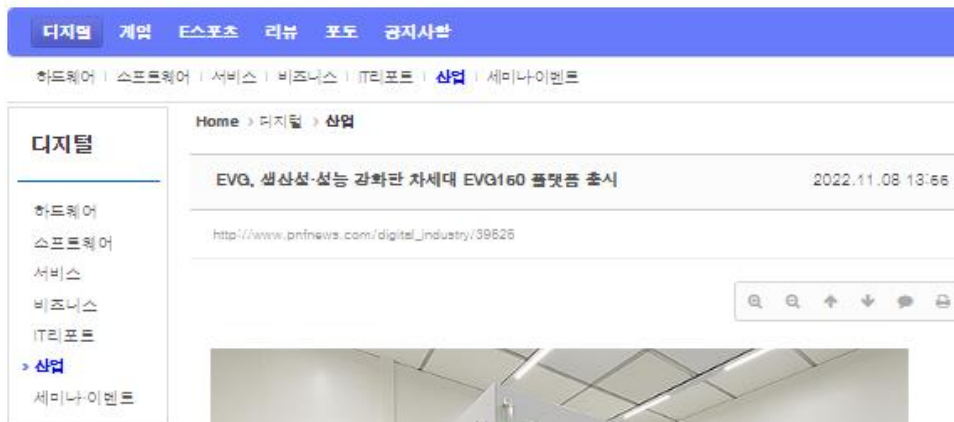 디지털 게임 E스포츠 리뷰 포토 공지사항
하드웨어 | 소프트웨어 | 서비스 | 비즈니스 | IT리포트 | 산업 | 세미나·이벤트
Home › 디지털 › 산업
디지털
EVG, 생산성·성능 강화한 차세대 EVG150 플랫폼 출시 2022.11.08 13:55
http://www.pnfnews.com/digital_industry/39525
하드웨어
소프트웨어
서비스
비즈니스
IT리포트
› 산업
세미나·이벤트